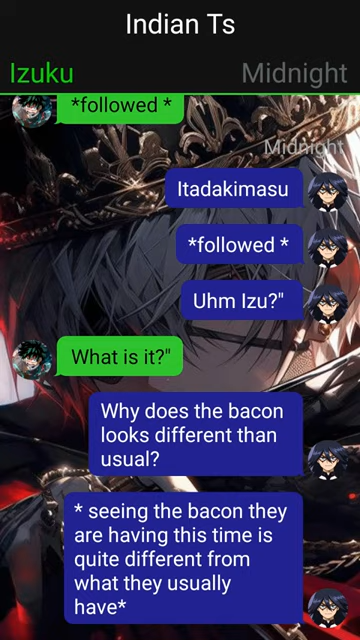 Indian Ts
Izuku
Midnight
*followed *
Midnight
Itadakimasu
*followed *
Uhm Izu?"
What is it?"
Why does the bacon
looks different than
usual?
* seeing the bacon they
are having this time is
quite different from
what they usually
have*